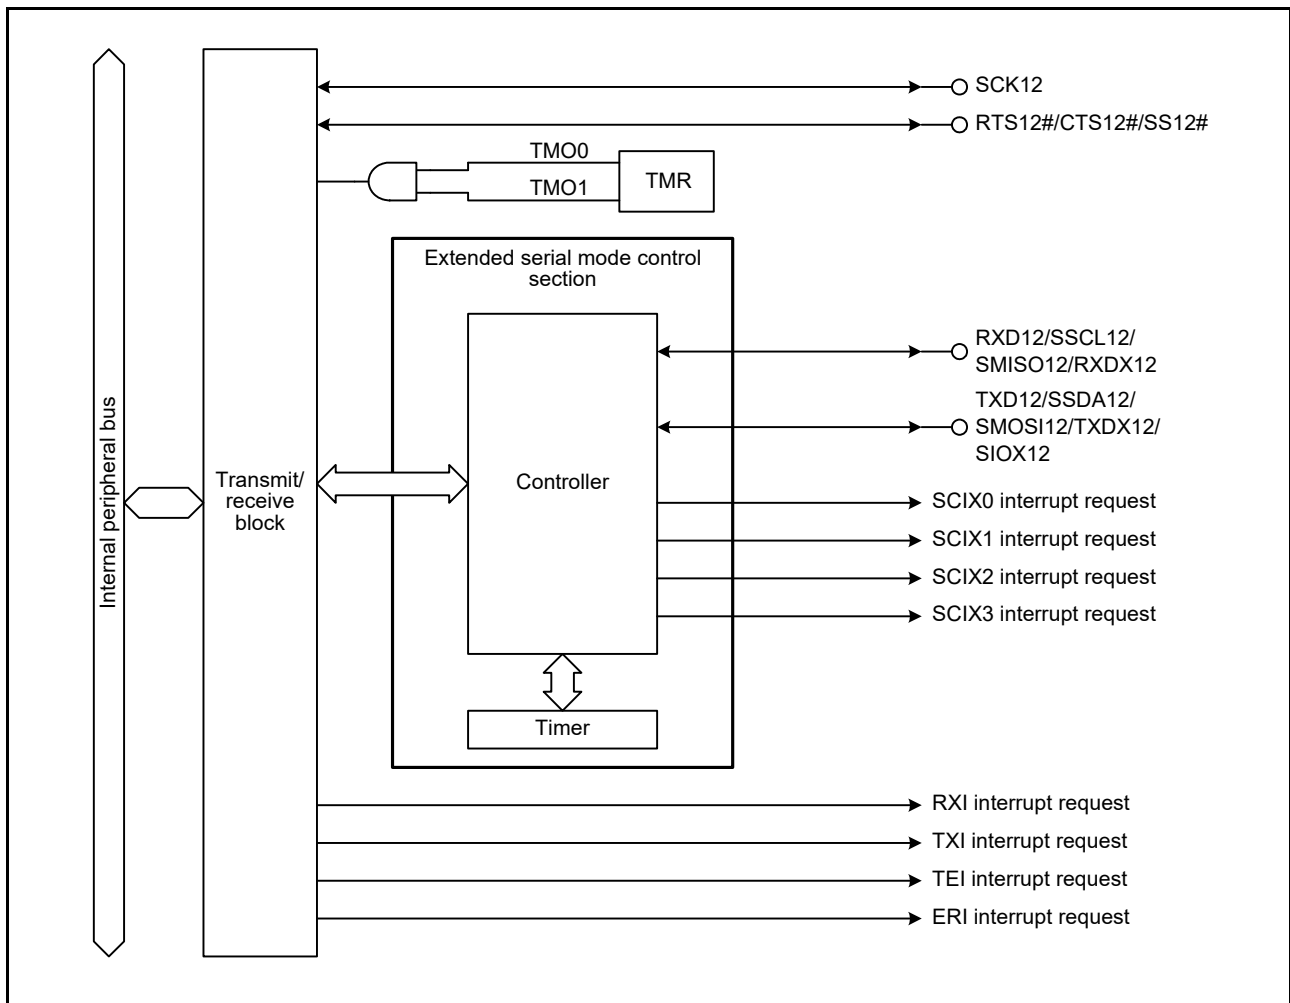 SCK12
RTS12#/CTS12#/SS12#
TMO0
TMO1
TMR
Extended serial mode control
section
RXD12/SSCL12/
SMISO12/RXDX12
TXD12/SSDA12/
SMOSI12/TXDX12/
SIOX12
Internal peripheral bus
Transmit/
receive
block
Controller
SCIX0 interrupt request
SCIX1 interrupt request
SCIX2 interrupt request
SCIX3 interrupt request
Timer
RXI interrupt request
TXI interrupt request
TEI interrupt request
ERI interrupt request